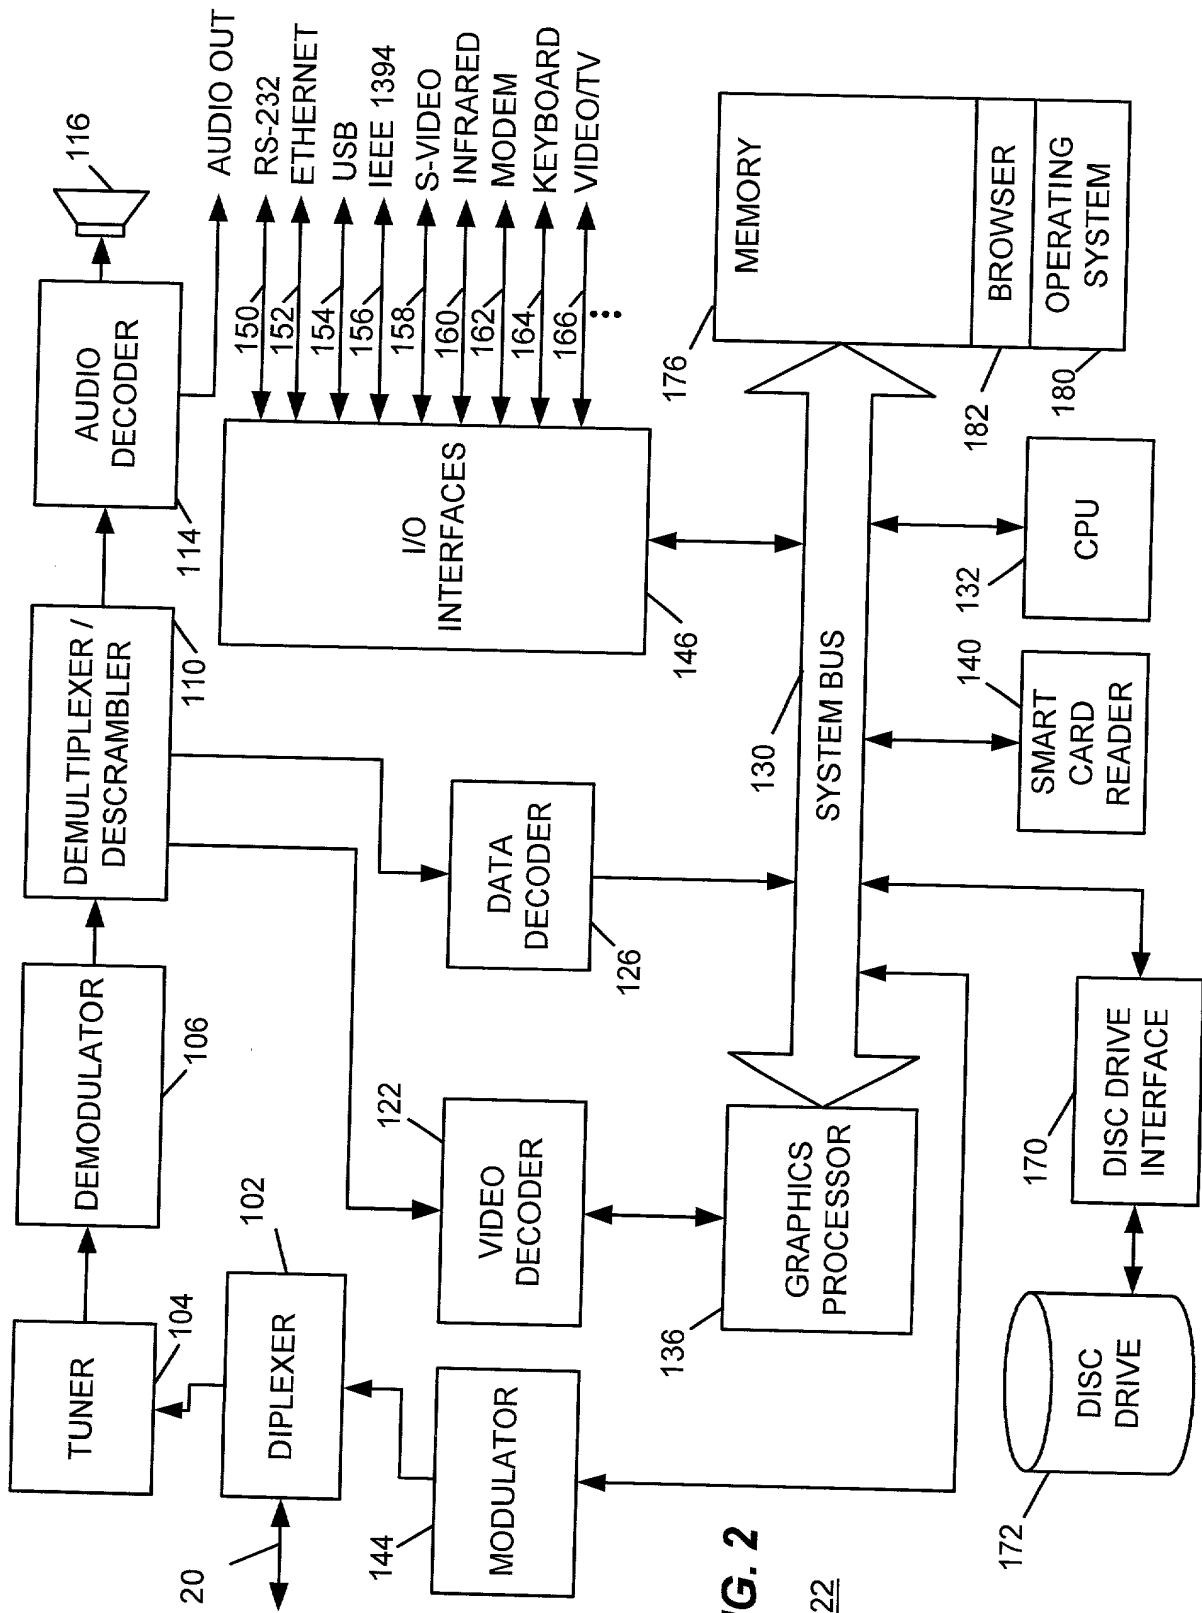 TUNER
104
DEMODULATOR
106
DEMULTIPLEXER /
DESCRAMBLER
110
AUDIO
DECODER
114
116
AUDIO OUT
20
DIPLEXER
102
I/O
INTERFACES
146
150
RS-232
152
ETHERNET
154
USB
156
IEEE 1394
158
S-VIDEO
160
INFRARED
162
MODEM
164
KEYBOARD
166
VIDEO/TV
144
MODULATOR
122
VIDEO
DECODER
DATA
DECODER
126
136
GRAPHICS
PROCESSOR
130
SYSTEM BUS
176
MEMORY
182
BROWSER
180
OPERATING
SYSTEM
IG. 2
22
172
DISC
DRIVE
170
DISC DRIVE
INTERFACE
140
SMART
CARD
READER
132
CPU